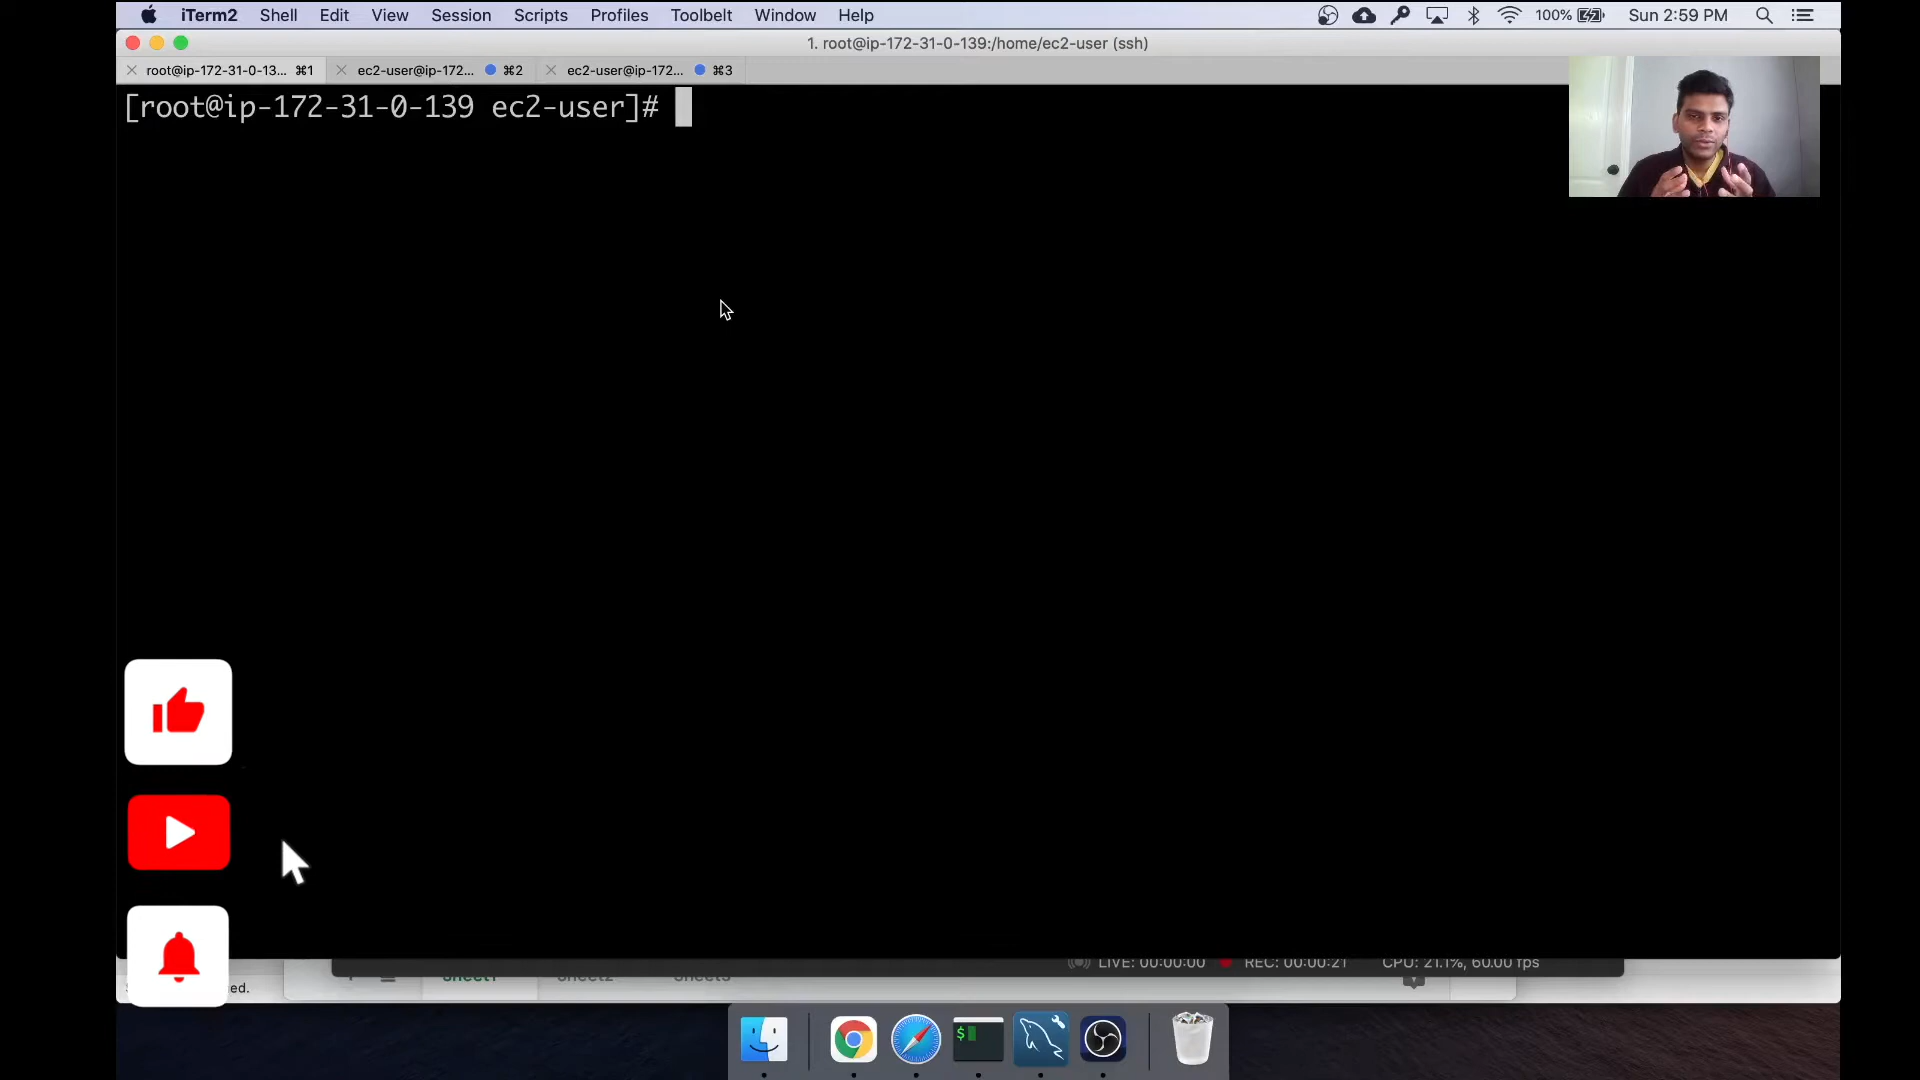 iTerm2 Shell Edit View Session Scripts Profiles Toolbelt Window Help 100% Sun 2:59 PM
1. root@ip-172-31-0-139:/home/ec2-user (ssh)
root@ip-172-31-0-13... ⌘1 ec2-user@ip-172... ⌘2 ec2-user@ip-172... ⌘3
[root@ip-172-31-0-139 ec2-user]#
LIVE: 00:00:00 REC: 00:00:21 CPU: 21.1%, 60.00 fps
Sheet1 Sheet2 Sheet3
ed.
$